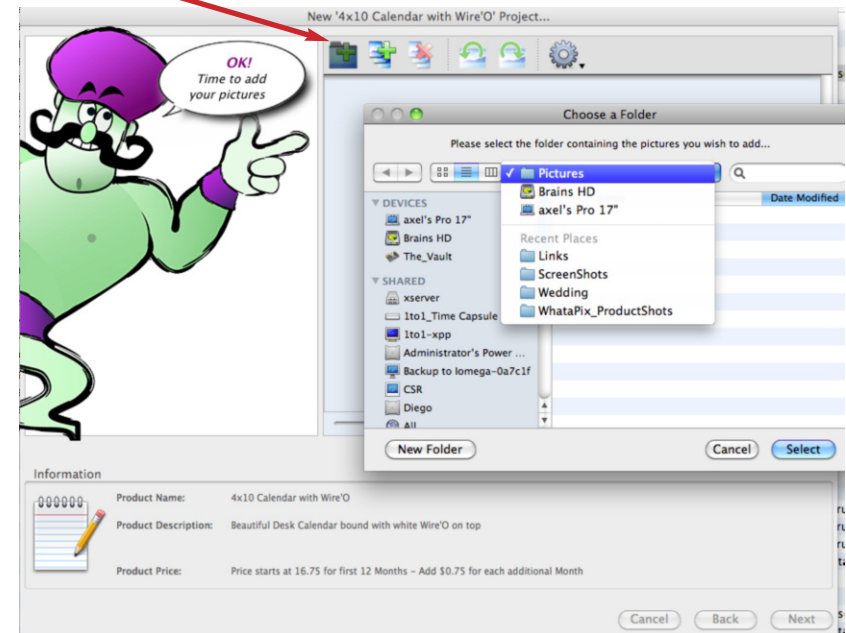 New '4x10 Calendar with Wire'O' Project...
OK!
Time to add
your pictures
Choose a Folder
Please select the folder containing the pictures you wish to add...
Pictures
Brains HD
axel's Pro 17"
Recent Places
Links
ScreenShots
Wedding
WhataPix_ProductShots
Date Modified
DEVICES
axel's Pro 17"
Brains HD
The_Vault
SHARED
xserver
1to1_Time Capsule
1to1-xpp
Administrator's Power ...
Backup to Iomega-0a7c1f
CSR
Diego
All
New Folder
Cancel
Select
Information
Product Name: 4x10 Calendar with Wire'O
Product Description: Beautiful Desk Calendar bound with white Wire'O on top
Product Price: Price starts at 16.75 for first 12 Months – Add $0.75 for each additional Month
Cancel
Back
Next